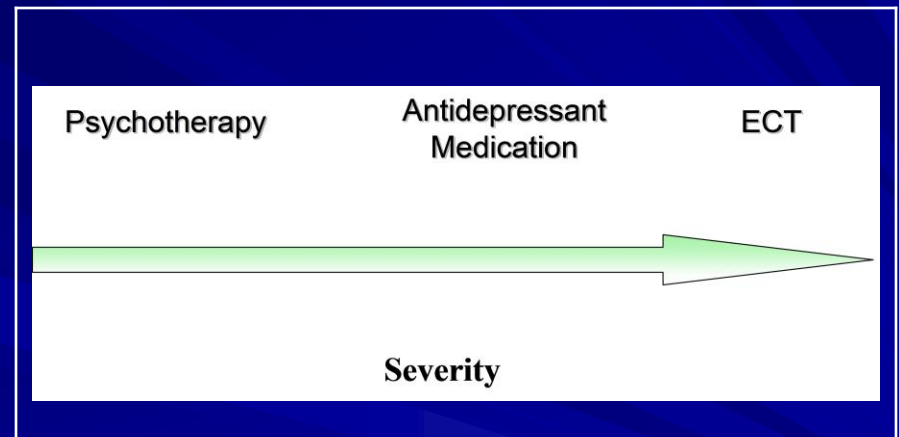 Psychotherapy
Antidepressant
Medication
ECT
Severity